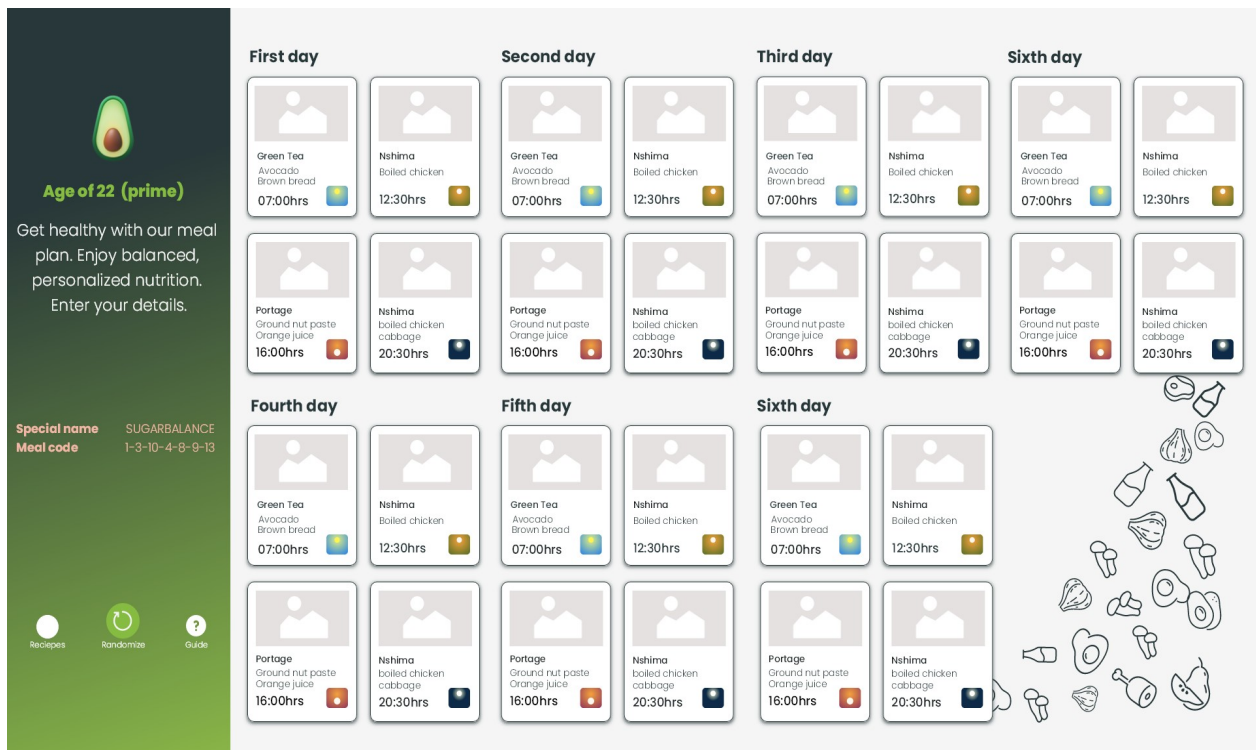 Age of 22 (prime)
Get healthy with our meal
plan. Enjoy balanced,
personalized nutrition.
Enter your details.
Special name SUGARBALANCE
Meal code 1-3-10-4-8-9-13
Reciepes
Randomize
Guide
?
First day
Green Tea
Avocado
Brown bread
07:00hrs
Nshima
Boiled chicken
12:30hrs
Portage
Ground nut paste
Orange juice
16:00hrs
Nshima
boiled chicken
cabbage
20:30hrs
Second day
Green Tea
Avocado
Brown bread
07:00hrs
Nshima
Boiled chicken
12:30hrs
Portage
Ground nut paste
Orange juice
16:00hrs
Nshima
boiled chicken
cabbage
20:30hrs
Third day
Green Tea
Avocado
Brown bread
07:00hrs
Nshima
Boiled chicken
12:30hrs
Portage
Ground nut paste
Orange juice
16:00hrs
Nshima
boiled chicken
cabbage
20:30hrs
Sixth day
Green Tea
Avocado
Brown bread
07:00hrs
Nshima
Boiled chicken
12:30hrs
Portage
Ground nut paste
Orange juice
16:00hrs
Nshima
boiled chicken
cabbage
20:30hrs
Fourth day
Green Tea
Avocado
Brown bread
07:00hrs
Nshima
Boiled chicken
12:30hrs
Portage
Ground nut paste
Orange juice
16:00hrs
Nshima
boiled chicken
cabbage
20:30hrs
Fifth day
Green Tea
Avocado
Brown bread
07:00hrs
Nshima
Boiled chicken
12:30hrs
Portage
Ground nut paste
Orange juice
16:00hrs
Nshima
boiled chicken
cabbage
20:30hrs
Sixth day
Green Tea
Avocado
Brown bread
07:00hrs
Nshima
Boiled chicken
12:30hrs
Portage
Ground nut paste
Orange juice
16:00hrs
Nshima
boiled chicken
cabbage
20:30hrs